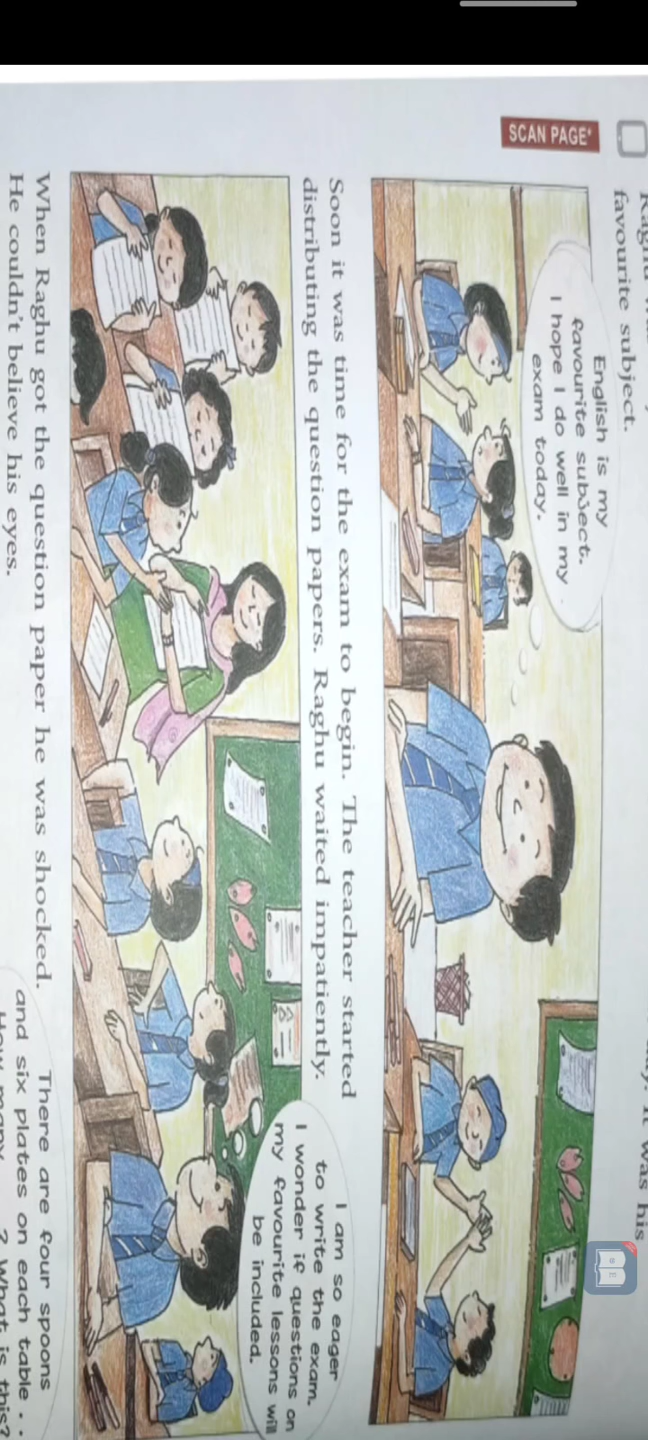 favourite subject.
SCAN PAGE*
English is my
favourite subject.
I hope I do well in my
exam today.
Soon it was time for the exam to begin. The teacher started
distributing the question papers. Raghu waited impatiently.
I am so eager
to write the exam.
I wonder if questions on
my favourite lessons will
be included.
When Raghu got the question paper he was shocked.
He couldn't believe his eyes.
There are four spoons
and six plates on each table . .
? What is this?